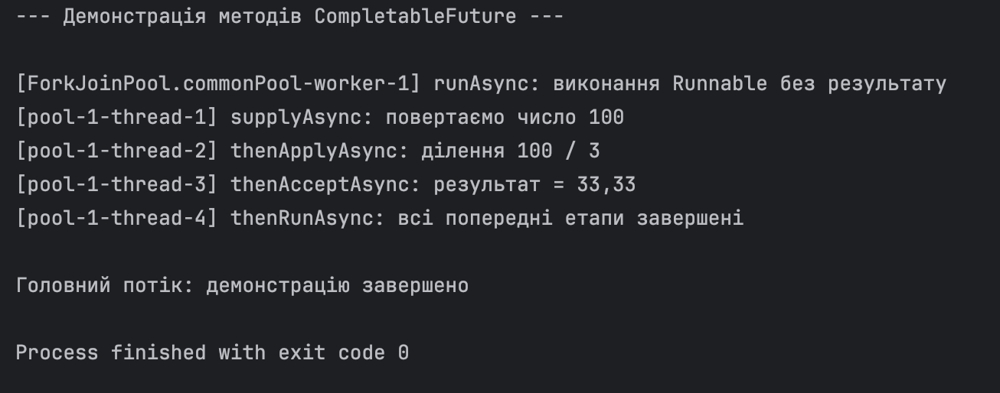 --- Демонстрація методів CompletableFuture ---
[ForkJoinPool.commonPool-worker-1] runAsync: виконання Runnable без результату
[pool-1-thread-1] supplyAsync: повертаємо число 100
[pool-1-thread-2] thenApplyAsync: ділення 100 / 3
[pool-1-thread-3] thenAcceptAsync: результат = 33,33
[pool-1-thread-4] thenRunAsync: всі попередні етапи завершені
Головний потік: демонстрацію завершено
Process finished with exit code 0